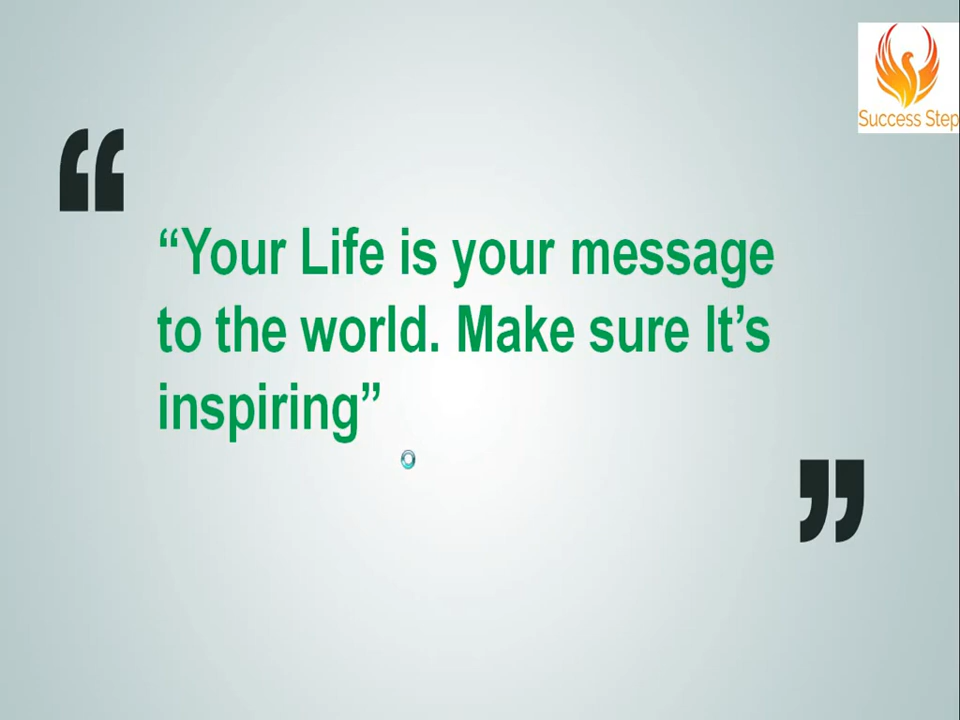 Success Step
“Your Life is your message
to the world. Make sure It’s
inspiring”